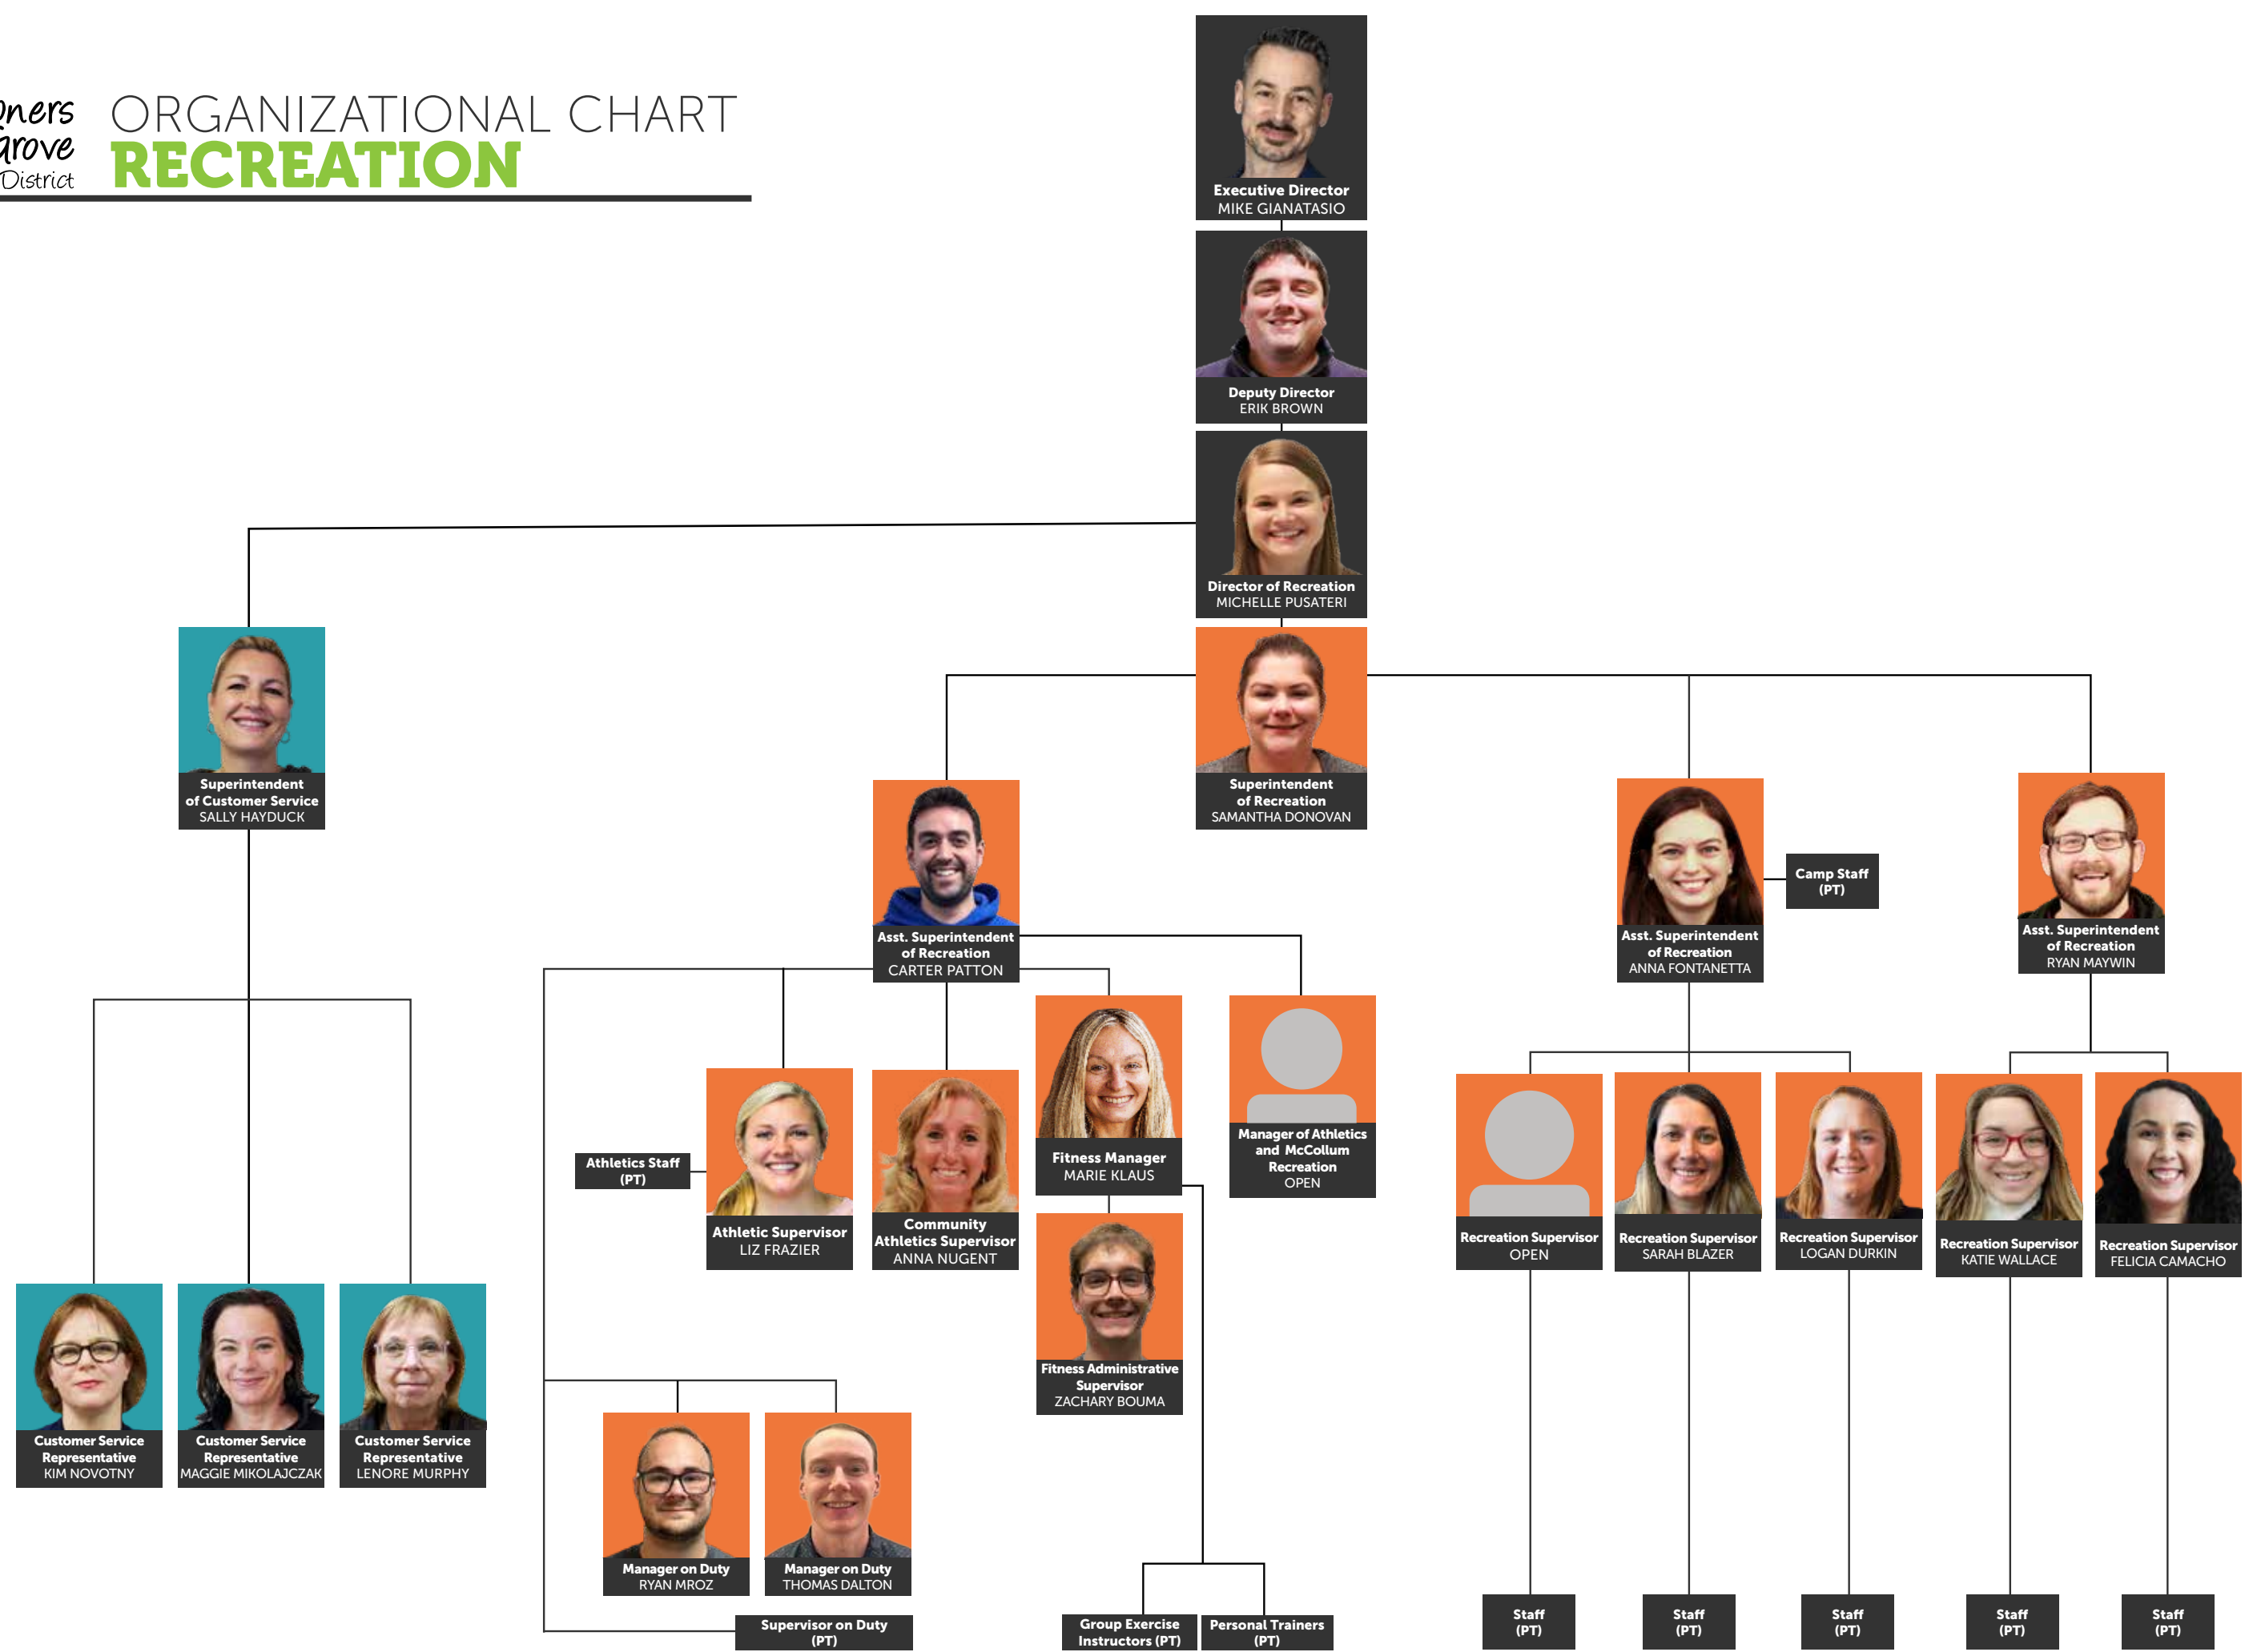 ORGANIZATIONAL CHART
Grove
RECREATION
District
Executive Director
MIKE GIANATASIO
Deputy Director
ERIK BROWN
Director of Recreation
MICHELLE PUSATERI
Superintendent
of Customer Service
SALLY HAYDUCK
Superintendent
of Recreation
SAMANTHA DONOVAN
Asst. Superintendent
of Recreation
CARTER PATTON
Asst. Superintendent
of Recreation
ANNA FONTANETTA
Camp Staff
(PT)
Asst. Superintendent
of Recreation
RYAN MAYWIN
Athletics Staff
(PT)
Athletic Supervisor
LIZ FRAZIER
Community
Athletics Supervisor
ANNA NUGENT
Fitness Manager
MARIE KLAUS
Manager of Athletics
and McCollum
Recreation
OPEN
Recreation Supervisor
OPEN
Recreation Supervisor
SARAH BLAZER
Recreation Supervisor
LOGAN DURKIN
Recreation Supervisor
KATIE WALLACE
Recreation Supervisor
FELICIA CAMACHO
Fitness Administrative
Supervisor
ZACHARY BOUMA
Customer Service
Representative
KIM NOVOTNY
Customer Service
Representative
MAGGIE MIKOLAJCZAK
Customer Service
Representative
LENORE MURPHY
Manager on Duty
RYAN MROZ
Manager on Duty
THOMAS DALTON
Supervisor on Duty
(PT)
Group Exercise
Instructors (PT)
Personal Trainers
(PT)
Staff
(PT)
Staff
(PT)
Staff
(PT)
Staff
(PT)
Staff
(PT)